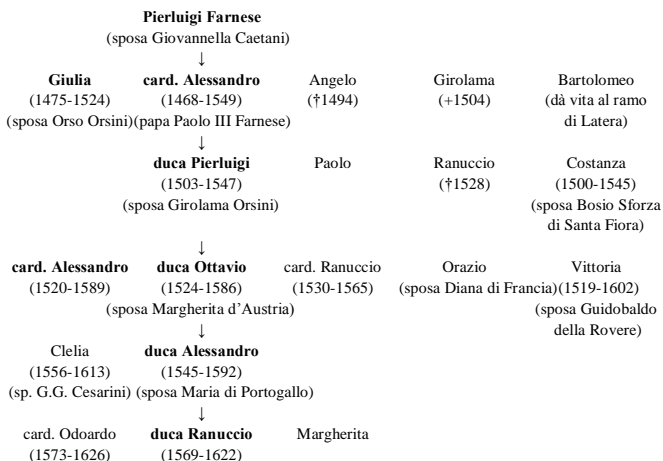 Pierluigi Farnese
(sposa Giovannella Caetani)
↓
Giulia card. Alessandro Angelo Girolama Bartolomeo
(1475-1524) (1468-1549) (†1494) (+1504) (dà vita al ramo
(sposa Orso Orsini)(papa Paolo III Farnese) di Latera)
↓
duca Pierluigi Paolo Ranuccio Costanza
(1503-1547) (†1528) (1500-1545)
(sposa Girolama Orsini) (sposa Bosio Sforza
di Santa Fiora)
↓
card. Alessandro duca Ottavio card. Ranuccio Orazio Vittoria
(1520-1589) (1524-1586) (1530-1565) (sposa Diana di Francia)(1519-1602)
(sposa Margherita d’Austria) (sposa Guidobaldo
↓ della Rovere)
Clelia duca Alessandro
(1556-1613) (1545-1592)
(sp. G.G. Cesarini) (sposa Maria di Portogallo)
↓
card. Odoardo duca Ranuccio Margherita
(1573-1626) (1569-1622)